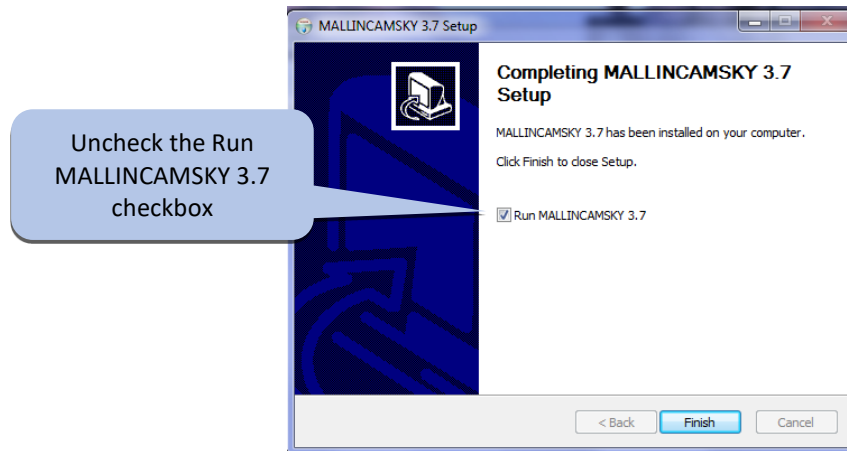 MALLINCAMSKY 3.7 Setup
Completing MALLINCAMSKY 3.7
Setup
MALLINCAMSKY 3.7 has been installed on your computer.
Click Finish to close Setup.
Uncheck the Run
MALLINCAMSKY 3.7
checkbox
Run MALLINCAMSKY 3.7
< Back
Finish
Cancel